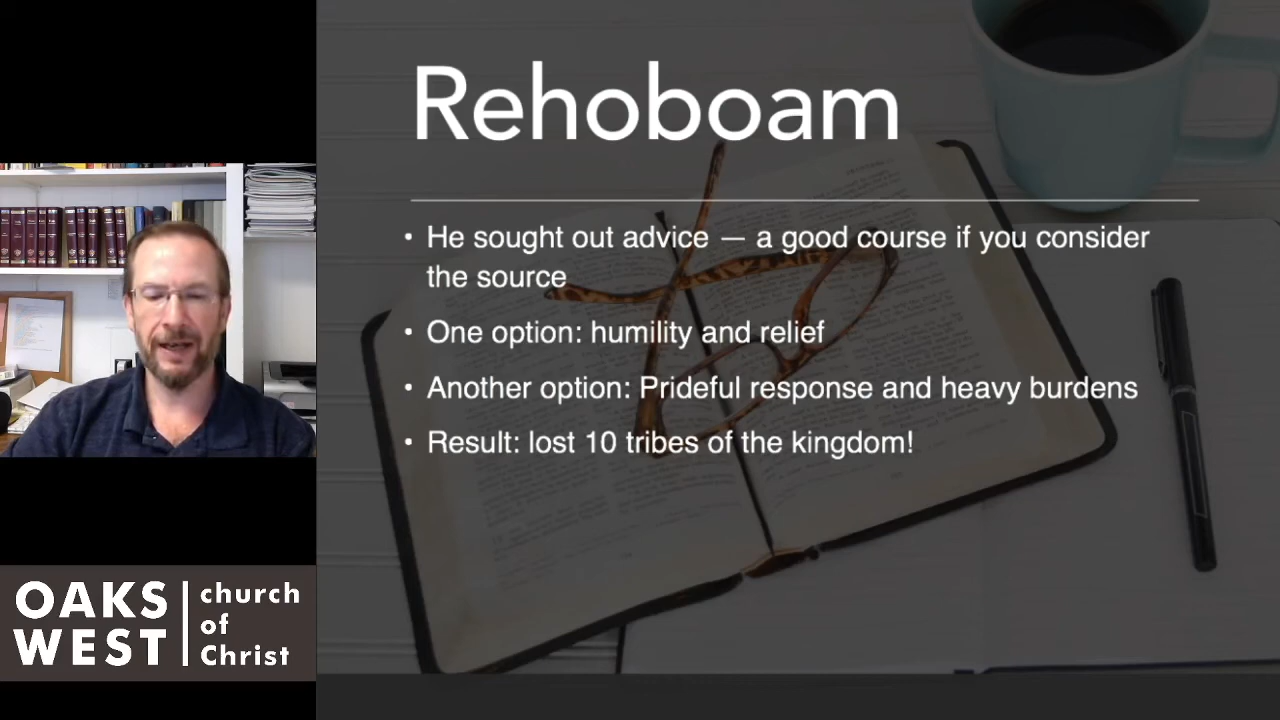 Rehoboam
• He sought out advice — a good course if you consider
the source
• One option: humility and relief
• Another option: Prideful response and heavy burdens
• Result: lost 10 tribes of the kingdom!
OAKS
WEST
church
of
Christ